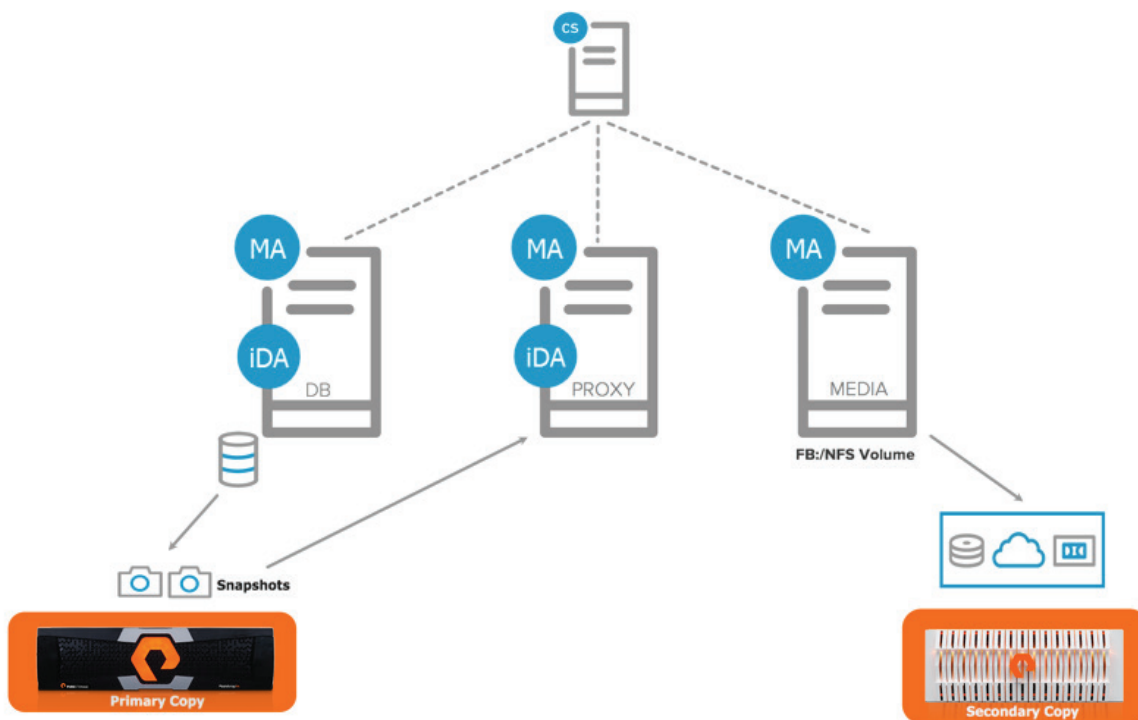 cs
MA
MA
MA
iDA
iDA
DB
PROXY
MEDIA
FB:/NFS Volume
Snapshots
Primary Copy
Secondary Copy